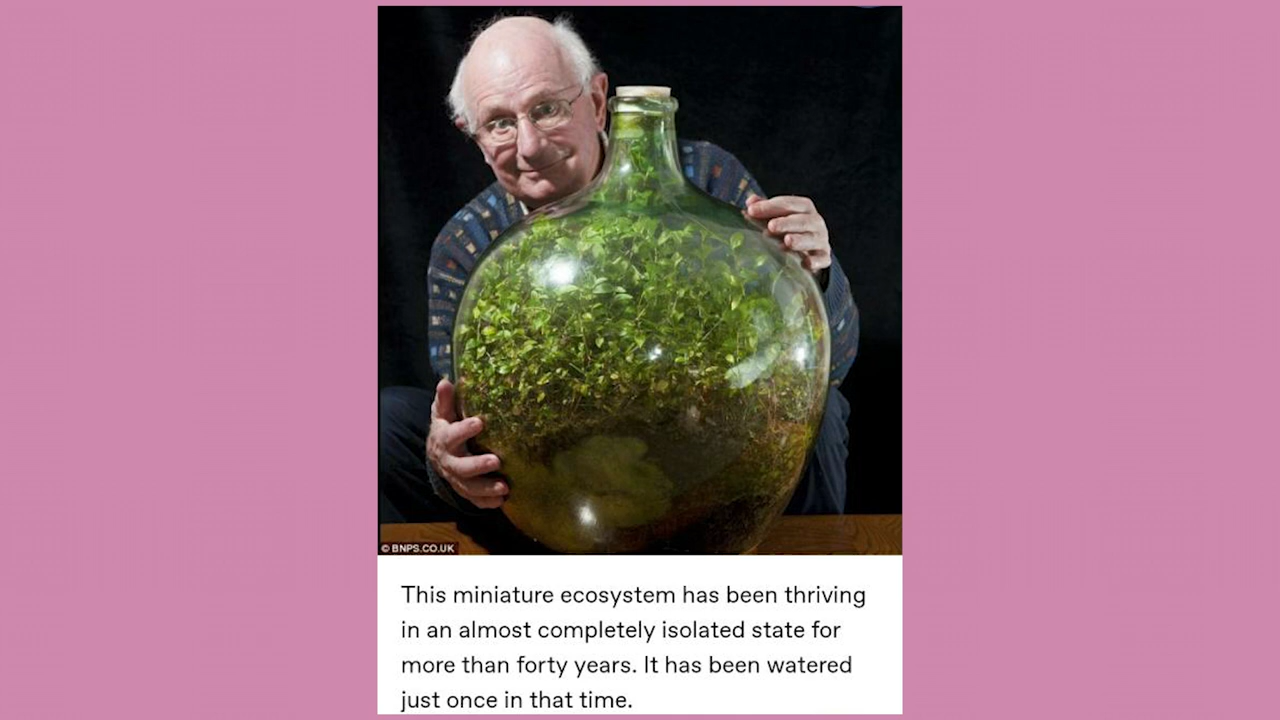 © BNPS.CO.UK
This miniature ecosystem has been thriving
in an almost completely isolated state for
more than forty years. It has been watered
just once in that time.